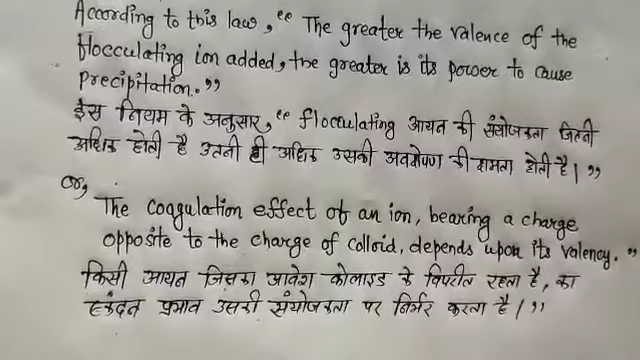 According to this law, “The greater the valence of the
flocculating ion added, the greater is its power to cause
Precipitation.”
इस नियम के अनुसार, “flocculating आयन की संयोजकता जितनी
अधिक होती है उतनी ही अधिक उसकी अवक्षेपण की क्षमता होती है।”
or, The coagulation effect of an ion, bearing a charge
opposite to the charge of colloid, depends upon its valency.”
किसी आयन जिसका आवेश कोलाइड के विपरीत रहता है, का
स्कंदन प्रभाव उसकी संयोजकता पर निर्भर करता है।”